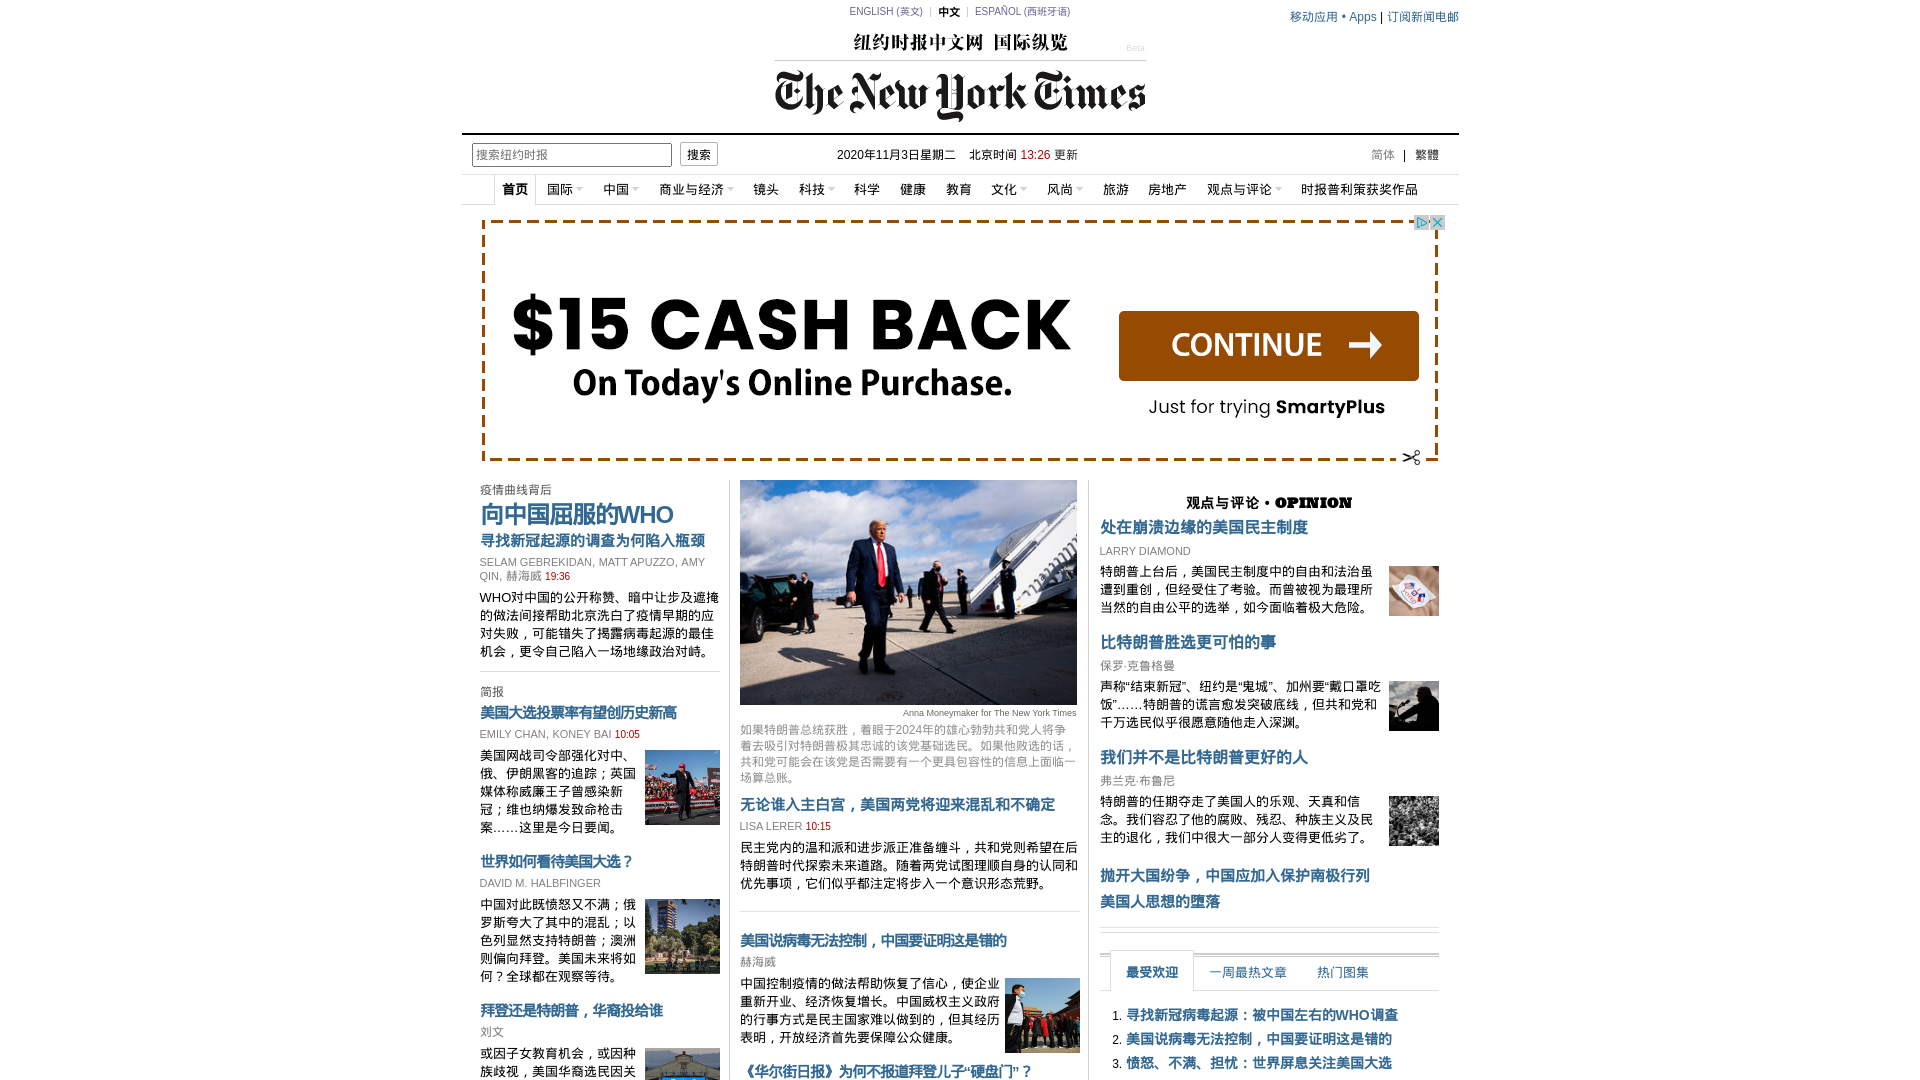 ENGLISH (英文) 中文 ESPAÑOL (西班牙语)
移动应用 • Apps | 订阅新闻电邮
纽约时报中文网 国际纵览
Beta
The New York Times
搜索纽约时报 搜索
2020年11月3日星期二 北京时间 13:26 更新
简体 | 繁體
首页 国际 中国 商业与经济 镜头 科技 科学 健康 教育 文化 风尚 旅游 房地产 观点与评论 时报普利策获奖作品
$15 CASH BACK
On Today's Online Purchase.
CONTINUE
Just for trying SmartyPlus
疫情曲线背后
向中国屈服的WHO
寻找新冠起源的调查为何陷入瓶颈
SELAM GEBREKIDAN, MATT APUZZO, AMY
QIN, 赫海威 19:36
WHO对中国的公开称赞、暗中让步及遮掩
的做法间接帮助北京洗白了疫情早期的应
对失败，可能错失了揭露病毒起源的最佳
机会，更令自己陷入一场地缘政治对峙。
简报
美国大选投票率有望创历史新高
EMILY CHAN, KONEY BAI 10:05
美国网战司令部强化对中、
俄、伊朗黑客的追踪；英国
媒体称威廉王子曾感染新
冠；维也纳爆发致命枪击
案……这里是今日要闻。
世界如何看待美国大选？
DAVID M. HALBFINGER
中国对此既愤怒又不满；俄
罗斯夸大了其中的混乱；以
色列显然支持特朗普；澳洲
则偏向拜登。美国未来将如
何？全球都在观察等待。
拜登还是特朗普，华裔投给谁
刘文
或因子女教育机会，或因种
族歧视，美国华裔选民因关
Anna Moneymaker for The New York Times
如果特朗普总统获胜，着眼于2024年的雄心勃勃共和党人将争
着去吸引对特朗普极其忠诚的该党基础选民。如果他败选的话，
共和党可能会在该党是否需要有一个更具包容性的信息上面临一
场算总账。
无论谁入主白宫，美国两党将迎来混乱和不确定
LISA LERER 10:15
民主党内的温和派和进步派正准备缠斗，共和党则希望在后
特朗普时代探索未来道路。随着两党试图理顺自身的认同和
优先事项，它们似乎都注定将步入一个意识形态荒野。
美国说病毒无法控制，中国要证明这是错的
赫海威
中国控制疫情的做法帮助恢复了信心，使企业
重新开业、经济恢复增长。中国威权主义政府
的行事方式是民主国家难以做到的，但其经历
表明，开放经济首先要保障公众健康。
《华尔街日报》为何不报道拜登儿子“硬盘门”？
观点与评论 • OPINION
处在崩溃边缘的美国民主制度
LARRY DIAMOND
特朗普上台后，美国民主制度中的自由和法治虽
遭到重创，但经受住了考验。而曾被视为最理所
当然的自由公平的选举，如今面临着极大危险。
比特朗普胜选更可怕的事
保罗·克鲁格曼
声称“结束新冠”、纽约是“鬼城”、加州要“戴口罩吃
饭”……特朗普的谎言愈发突破底线，但共和党和
千万选民似乎很愿意随他走入深渊。
我们并不是比特朗普更好的人
弗兰克·布鲁尼
特朗普的任期夺走了美国人的乐观、天真和信
念。我们容忍了他的腐败、残忍、种族主义及民
主的退化，我们中很大一部分人变得更低劣了。
抛开大国纷争，中国应加入保护南极行列
美国人思想的堕落
最受欢迎 一周最热文章 热门图集
1. 寻找新冠病毒起源：被中国左右的WHO调查
2. 美国说病毒无法控制，中国要证明这是错的
3. 愤怒、不满、担忧：世界屏息关注美国大选